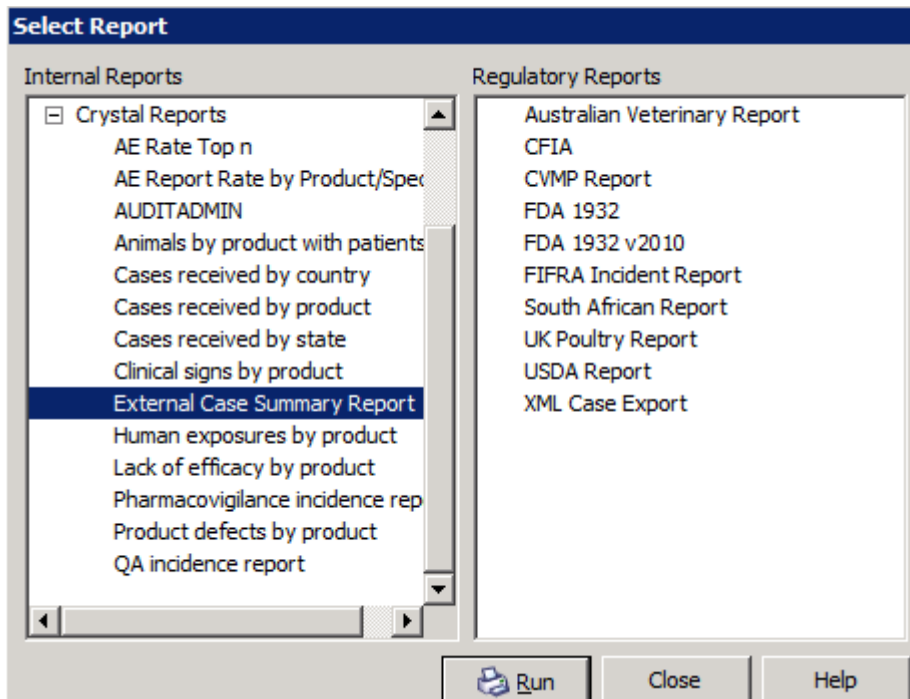 Select Report
Internal Reports
Crystal Reports
AE Rate Top n
AE Report Rate by Product/Spec
AUDITADMIN
Animals by product with patients
Cases received by country
Cases received by product
Cases received by state
Clinical signs by product
External Case Summary Report
Human exposures by product
Lack of efficacy by product
Pharmacovigilance incidence rep
Product defects by product
QA incidence report
Regulatory Reports
Australian Veterinary Report
CFIA
CVMP Report
FDA 1932
FDA 1932 v2010
FIFRA Incident Report
South African Report
UK Poultry Report
USDA Report
XML Case Export
Run
Close
Help